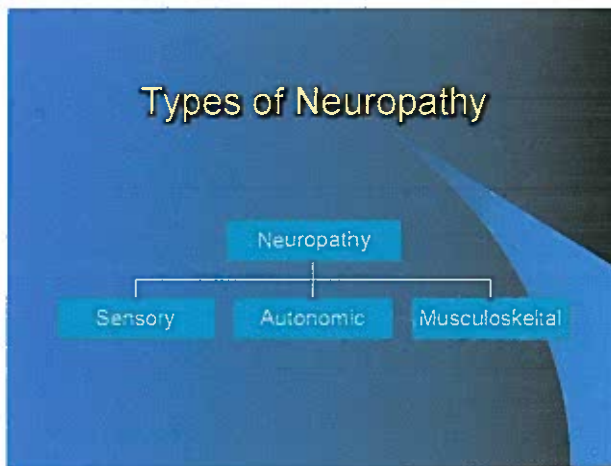 Types of Neuropathy
Neuropathy
Sensory Autonomic Musculoskeltal